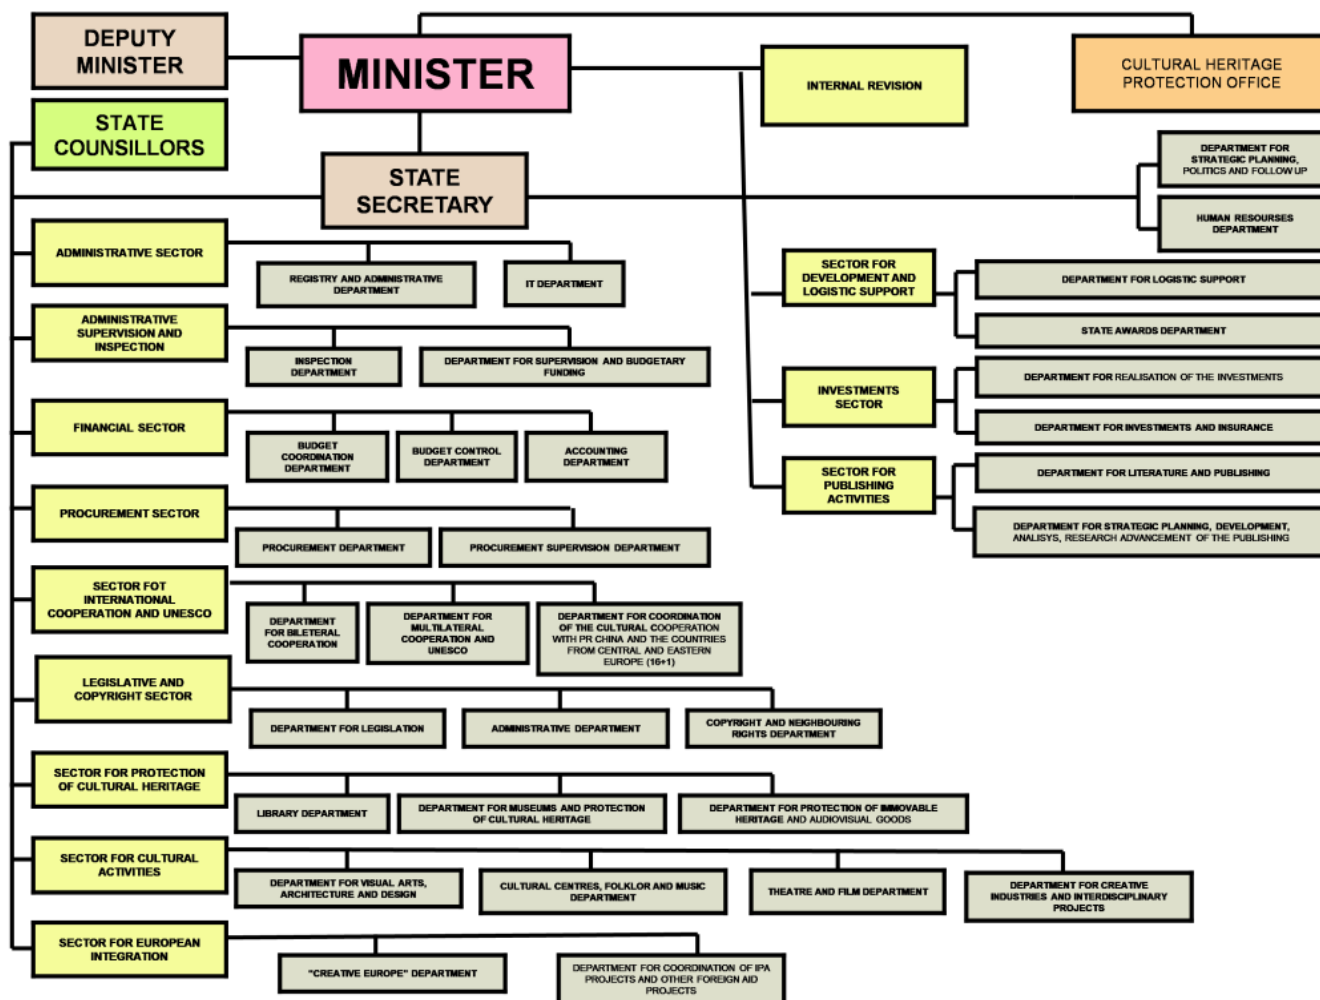 DEPUTY
MINISTER
MINISTER
INTERNAL REVISION
CULTURAL HERITAGE
PROTECTION OFFICE
STATE
COUNSILLORS
STATE
SECRETARY
DEPARTMENT FOR
STRATEGIC PLANNING,
POLITICS AND FOLLOW UP
HUMAN RESOURSES
DEPARTMENT
ADMINISTRATIVE SECTOR
REGISTRY AND ADMINISTRATIVE
DEPARTMENT
IT DEPARTMENT
SECTOR FOR
DEVELOPMENT AND
LOGISTIC SUPPORT
DEPARTMENT FOR LOGISTIC SUPPORT
STATE AWARDS DEPARTMENT
ADMINISTRATIVE
SUPERVISION AND
INSPECTION
INSPECTION
DEPARTMENT
DEPARTMENT FOR SUPERVISION AND BUDGETARY
FUNDING
INVESTMENTS
SECTOR
DEPARTMENT FOR REALISATION OF THE INVESTMENTS
DEPARTMENT FOR INVESTMENTS AND INSURANCE
FINANCIAL SECTOR
BUDGET
COORDINATION
DEPARTMENT
BUDGET CONTROL
DEPARTMENT
ACCOUNTING
DEPARTMENT
SECTOR FOR
PUBLISHING
ACTIVITIES
DEPARTMENT FOR LITERATURE AND PUBLISHING
DEPARTMENT FOR STRATEGIC PLANNING, DEVELOPMENT,
ANALISYS, RESEARCH ADVANCEMENT OF THE PUBLISHING
PROCUREMENT SECTOR
PROCUREMENT DEPARTMENT
PROCUREMENT SUPERVISION DEPARTMENT
SECTOR FOT
INTERNATIONAL
COOPERATION AND UNESCO
DEPARTMENT
FOR BILETERAL
COOPERATION
DEPARTMENT FOR
MULTILATERAL
COOPERATION AND
UNESCO
DEPARTMENT FOR COORDINATION
OF THE CULTURAL COOPERATION
WITH PR CHINA AND THE COUNTRIES
FROM CENTRAL AND EASTERN
EUROPE (16+1)
LEGISLATIVE AND
COPYRIGHT SECTOR
DEPARTMENT FOR LEGISLATION
ADMINISTRATIVE DEPARTMENT
COPYRIGHT AND NEIGHBOURING
RIGHTS DEPARTMENT
SECTOR FOR PROTECTION
OF CULTURAL HERITAGE
LIBRARY DEPARTMENT
DEPARTMENT FOR MUSEUMS AND PROTECTION
OF CULTURAL HERITAGE
DEPARTMENT FOR PROTECTION OF IMMOVABLE
HERITAGE AND AUDIOVISUAL GOODS
SECTOR FOR CULTURAL
ACTIVITIES
DEPARTMENT FOR VISUAL ARTS,
ARCHITECTURE AND DESIGN
CULTURAL CENTRES, FOLKLOR AND MUSIC
DEPARTMENT
THEATRE AND FILM DEPARTMENT
DEPARTMENT FOR CREATIVE
INDUSTRIES AND INTERDISCIPLINARY
PROJECTS
SECTOR FOR EUROPEAN
INTEGRATION
"CREATIVE EUROPE" DEPARTMENT
DEPARTMENT FOR COORDINATION OF IPA
PROJECTS AND OTHER FOREIGN AID
PROJECTS